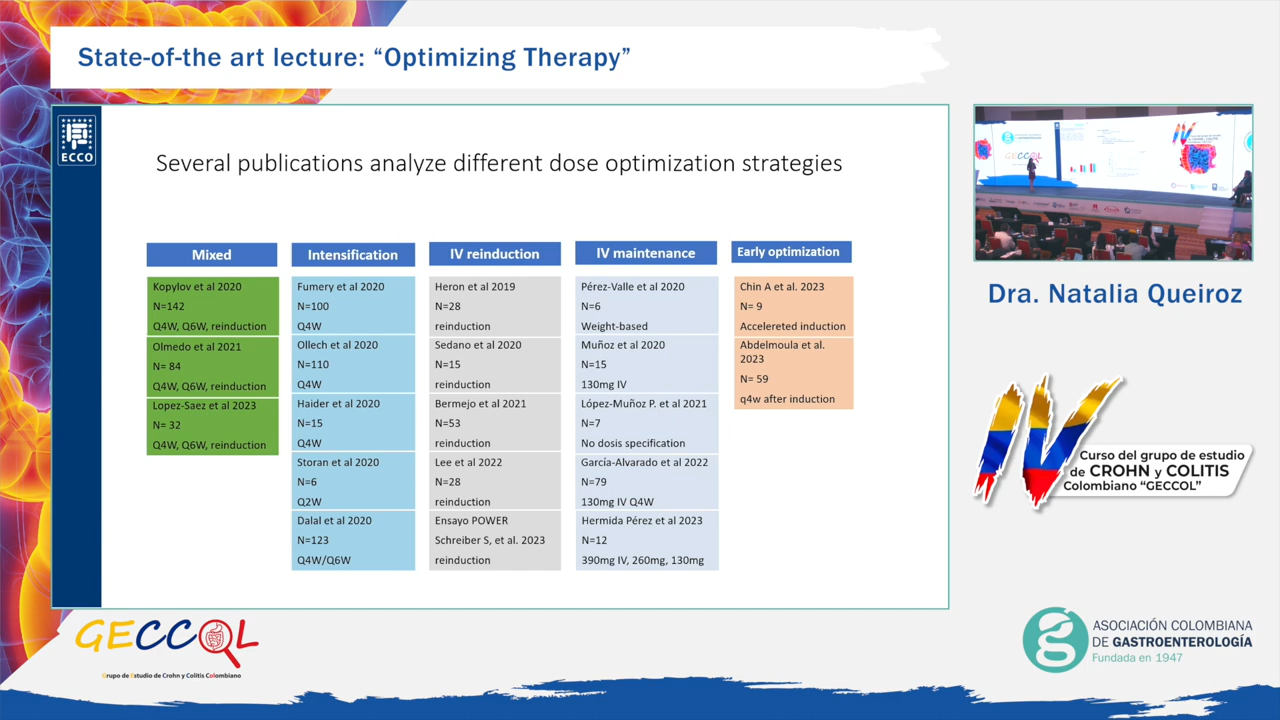 State-of-the art lecture: “Optimizing Therapy”
ECCO
Several publications analyze different dose optimization strategies
Mixed
Kopylov et al 2020
N=142
Q4W, Q6W, reinduction
Olmedo et al 2021
N= 84
Q4W, Q6W, reinduction
Lopez-Saez et al 2023
N= 32
Q4W, Q6W, reinduction
Intensification
Fumery et al 2020
N=100
Q4W
Ollech et al 2020
N=110
Q4W
Haider et al 2020
N=15
Q4W
Storan et al 2020
N=6
Q2W
Dalal et al 2020
N=123
Q4W/Q6W
IV reinduction
Heron et al 2019
N=28
reinduction
Sedano et al 2020
N=15
reinduction
Bermejo et al 2021
N=53
reinduction
Lee et al 2022
N=28
reinduction
Ensayo POWER
Schreiber S, et al. 2023
reinduction
IV maintenance
Pérez-Valle et al 2020
N=6
Weight-based
Muñoz et al 2020
N=15
130mg IV
López-Muñoz P. et al 2021
N=7
No dosis specification
García-Alvarado et al 2022
N=79
130mg IV Q4W
Hermida Pérez et al 2023
N=12
390mg IV, 260mg, 130mg
Early optimization
Chin A et al. 2023
N= 9
Accelereted induction
Abdelmoula et al.
2023
N= 59
q4w after induction
GECCOL
Dra. Natalia Queiroz
IV
Curso del grupo de estudio
de CROHN y COLITIS
Colombiano “GECCOL”
GECCOL
Grupo de Estudio de Crohn y Colitis Colombiano
ASOCIACIÓN COLOMBIANA
DE GASTROENTEROLOGÍA
Fundada en 1947